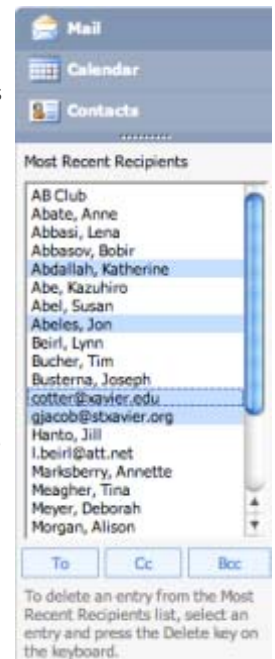 Mail
Calendar
Contacts
Most Recent Recipients
AB Club
Abate, Anne
Abbasi, Lena
Abbasov, Bobir
Abdallah, Katherine
Abe, Kazuhiro
Abel, Susan
Abeles, Jon
Beirl, Lynn
Bucher, Tim
Busterna, Joseph
cotter@xavier.edu
gjacob@stxavier.org
Hanto, Jill
l.beirl@att.net
Marksberry, Annette
Meagher, Tina
Meyer, Deborah
Morgan, Alison
To Cc Bcc
To delete an entry from the Most
Recent Recipients list, select an
entry and press the Delete key on
the keyboard.